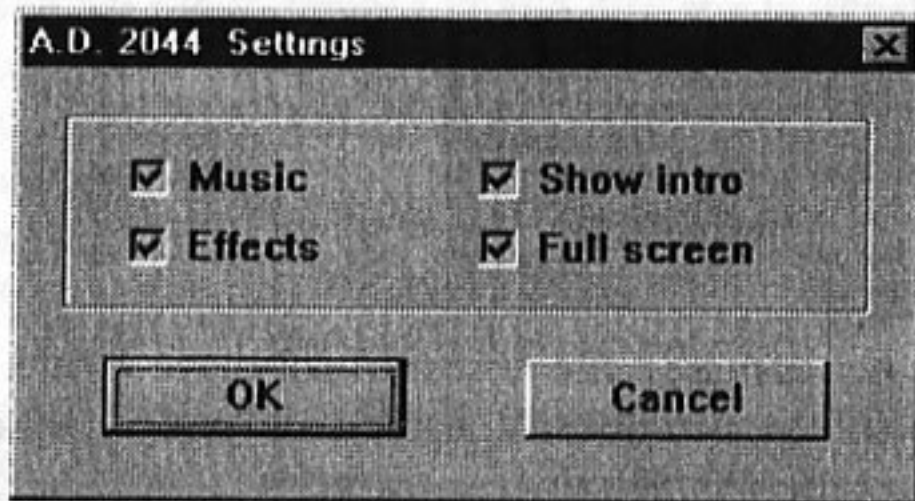 A.D. 2044 Settings
Music
Show intro
Effects
Full screen
OK
Cancel